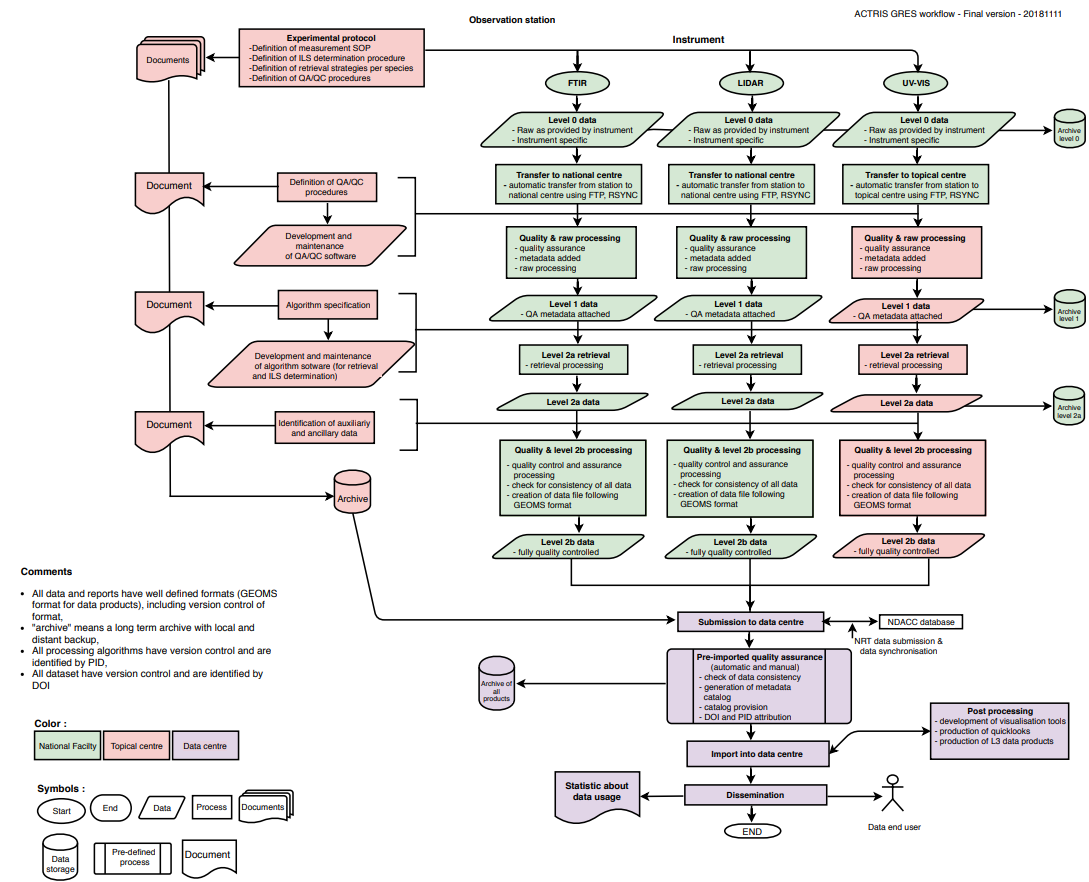 ACTRIS GRES workflow - Final version - 20181111
Observation station
Instrument
Documents
Experimental protocol
-Definition of measurement SOP
-Definition of ILS determination procedure
-Definition of retrieval strategies per species
-Definition of QA/QC procedures
FTIR
LIDAR
UV-VIS
Level 0 data
- Raw as provided by instrument
- Instrument specific
Level 0 data
- Raw as provided by instrument
- Instrument specific
Level 0 data
- Raw as provided by instrument
- Instrument specific
Archive
level 0
Transfer to national centre
- automatic transfer from station to
national centre using FTP, RSYNC
Transfer to national centre
- automatic transfer from station to
national centre using FTP, RSYNC
Transfer to topical centre
- automatic transfer from station to
topical centre using FTP, RSYNC
Document
Definition of QA/QC
procedures
Development and
maintenance
of QA/QC software
Quality & raw processing
- quality assurance
- metadata added
- raw processing
Quality & raw processing
- quality assurance
- metadata added
- raw processing
Quality & raw processing
- quality assurance
- metadata added
- raw processing
Document
Algorithm specification
Level 1 data
- QA metadata attached
Level 1 data
- QA metadata attached
Level 1 data
- QA metadata attached
Archive
level 1
Development and maintenance
of algorithm sotware (for retrieval
and ILS determination)
Level 2a retrieval
- retrieval processing
Level 2a retrieval
- retrieval processing
Level 2a retrieval
- retrieval processing
Level 2a data
Level 2a data
Level 2a data
Archive
level 2a
Document
Identification of auxiliariy
and ancillary data
Quality & level 2b processing
- quality control and assurance
processing
- check for consistency of all data
- creation of data file following
GEOMS format
Quality & level 2b processing
- quality control and assurance
processing
- check for consistency of all data
- creation of data file following
GEOMS format
Quality & level 2b processing
- quality control and assurance
processing
- check for consistency of all data
- creation of data file following
GEOMS format
Archive
Level 2b data
- fully quality controlled
Level 2b data
- fully quality controlled
Level 2b data
- fully quality controlled
Comments
• All data and reports have well defined formats (GEOMS
format for data products), including version control of
format,
• "archive" means a long term archive with local and
distant backup,
• All processing algorithms have version control and are
identified by PID,
• All dataset have version control and are identified by
DOI
Submission to data centre
NDACC database
NRT data submission &
data synchronisation
Pre-imported quality assurance
(automatic and manual)
- check of data consistency
- generation of metadata
catalog
- catalog provision
- DOI and PID attribution
Archive of
all
products
Post processing
- development of visualisation tools
- production of quicklooks
- production of L3 data products
Import into data centre
Statistic about
data usage
Dissemination
Data end user
END
Color :
National Facilty
Topical centre
Data centre
Symbols :
Start
End
Data
Process
Documents
Data
storage
Pre-defined
process
Document